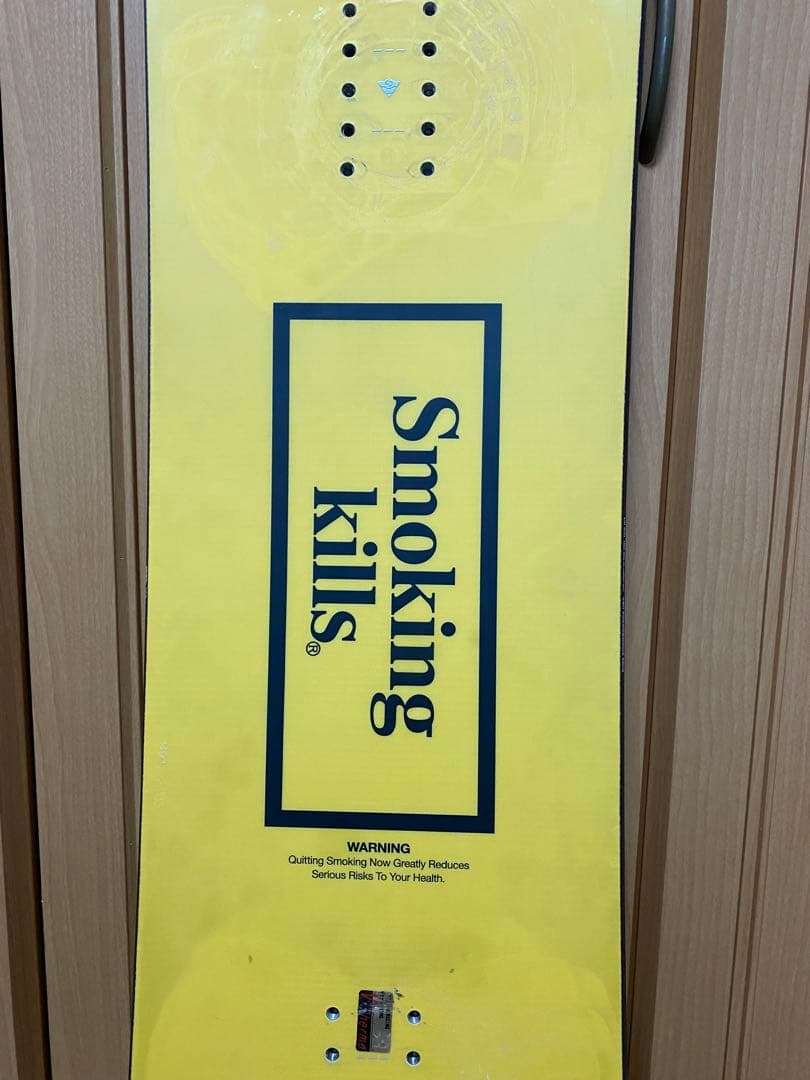 Smoking
kills®
WARNING
Quitting Smoking Now Greatly Reduces
Serious Risks To Your Health.